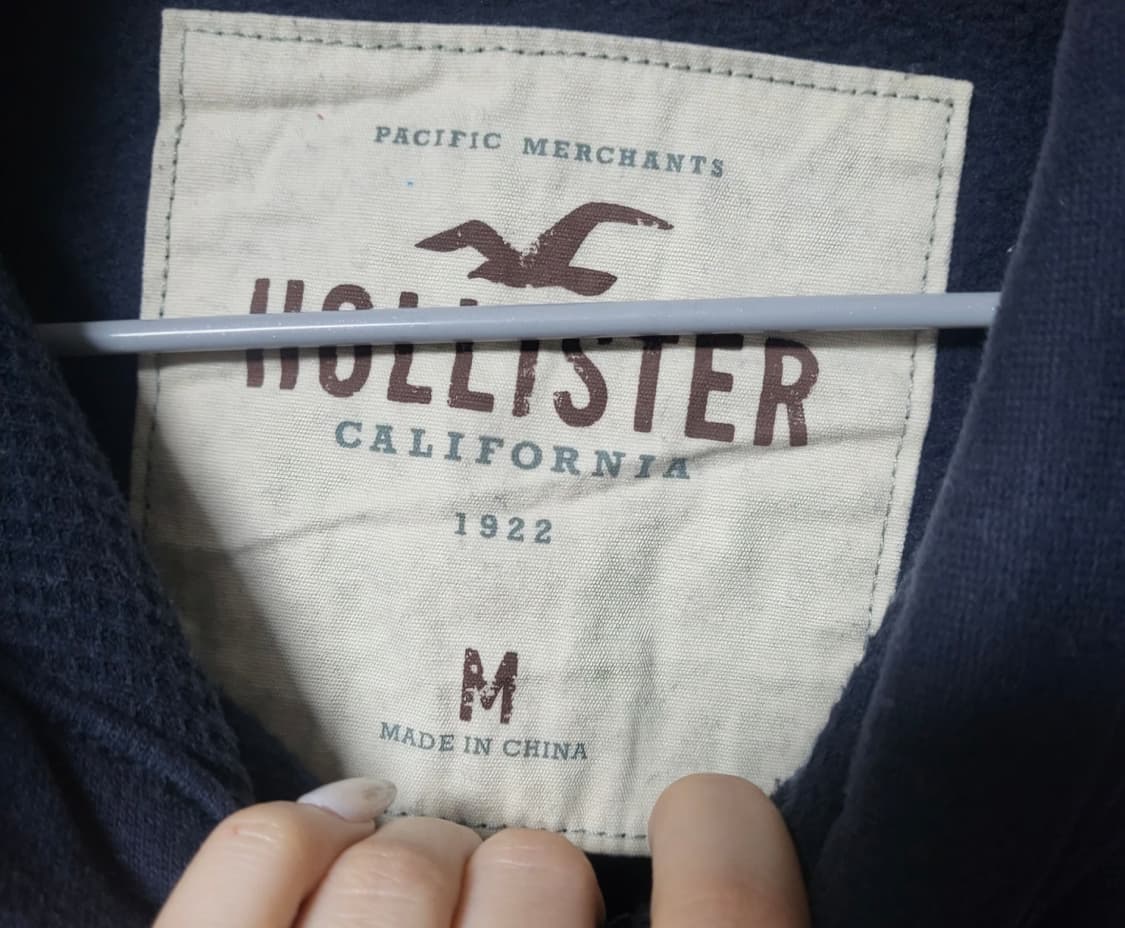 PACIFIC MERCHANTS
HOLLISTER
CALIFORNIA
1922
M
MADE IN CHINA